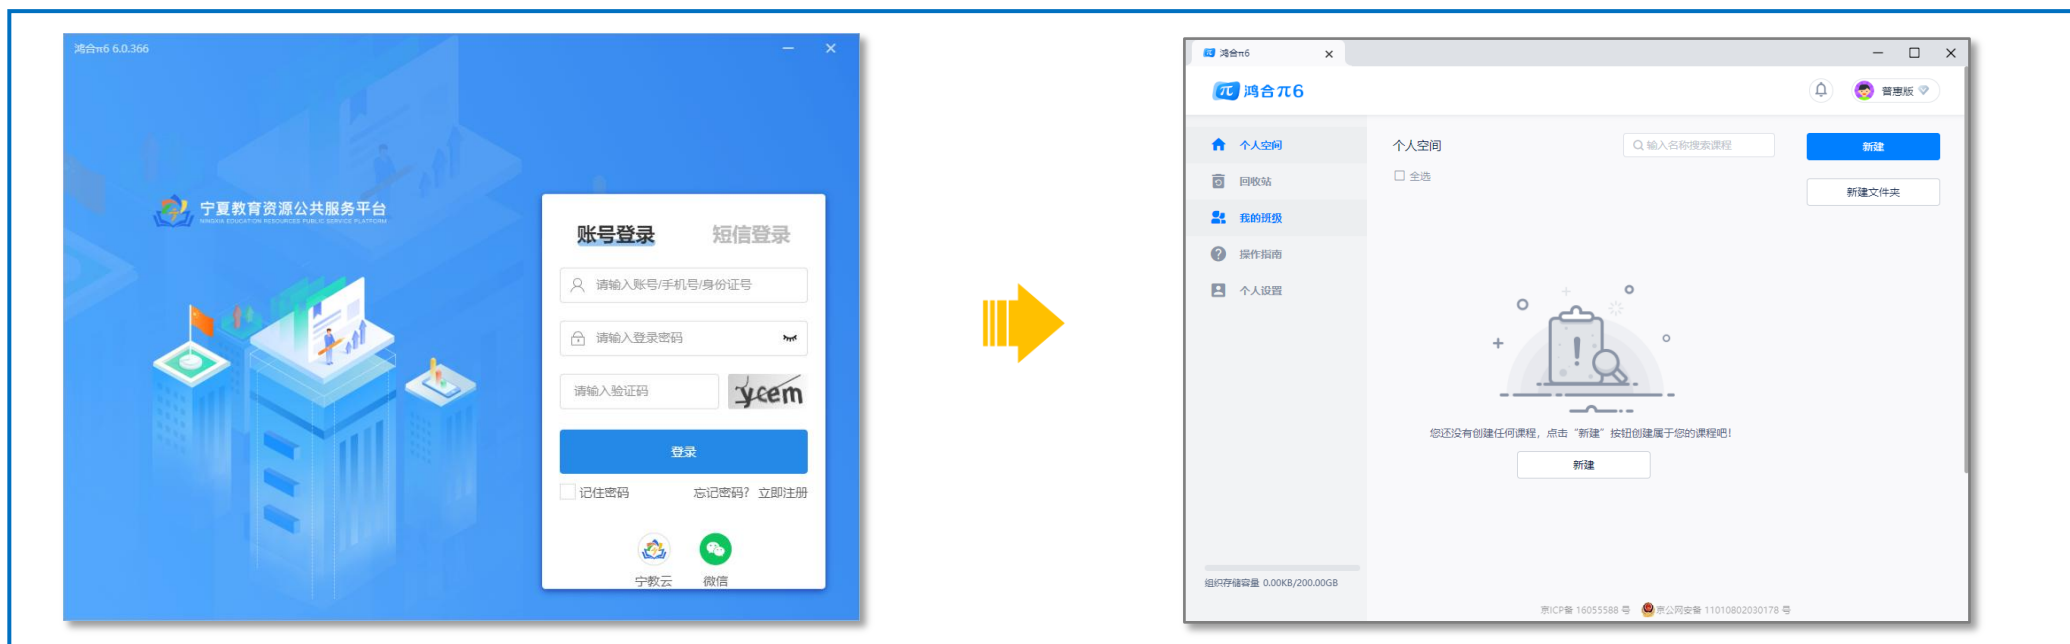 鸿合π6 6.0.366
宁夏教育资源公共服务平台
NINGXIA EDUCATION RESOURCES PUBLIC SERVICE PLATFORM
账号登录 短信登录
请输入账号/手机号/身份证号
请输入登录密码
请输入验证码 ycem
登录
记住密码 忘记密码? 立即注册
宁教云 微信
鸿合π6
鸿合π6 普惠版
个人空间
回收站
我的班级
操作指南
个人设置
组织存储容量 0.00KB/200.00GB
个人空间 输入名称搜索课程 新建
全选
新建文件夹
您还没有创建任何课程，点击“新建”按钮创建属于您的课程吧！
新建
京ICP备 16055588 号 京公网安备 11010802030178 号